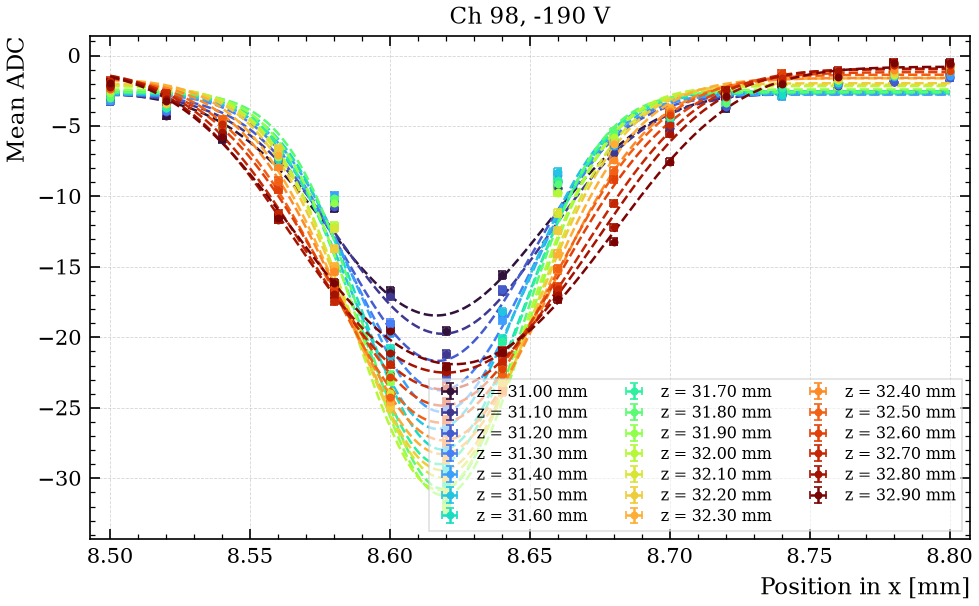 Ch 98, -190 V
Mean ADC
0
−5
−10
−15
−20
−25
−30
z = 31.00 mm
z = 31.10 mm
z = 31.20 mm
z = 31.30 mm
z = 31.40 mm
z = 31.50 mm
z = 31.60 mm
z = 31.70 mm
z = 31.80 mm
z = 31.90 mm
z = 32.00 mm
z = 32.10 mm
z = 32.20 mm
z = 32.30 mm
z = 32.40 mm
z = 32.50 mm
z = 32.60 mm
z = 32.70 mm
z = 32.80 mm
z = 32.90 mm
8.50 8.55 8.60 8.65 8.70 8.75 8.80
Position in x [mm]